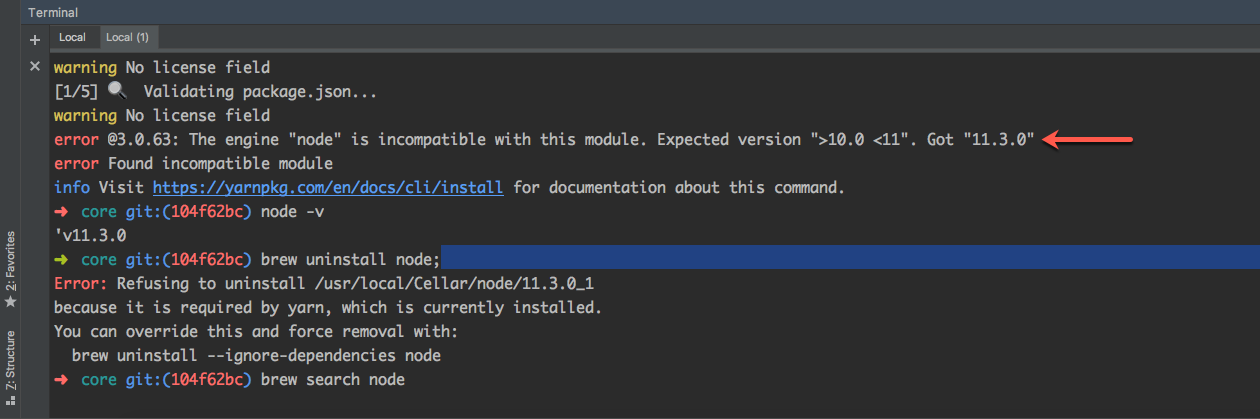 Terminal
+ Local Local (1)
× warning No license field
[1/5] 🔍 Validating package.json...
warning No license field
error @3.0.63: The engine "node" is incompatible with this module. Expected version ">10.0 <11". Got "11.3.0"
error Found incompatible module
info Visit https://yarnpkg.com/en/docs/cli/install for documentation about this command.
➜ core git:(104f62bc) node -v
'v11.3.0
➜ core git:(104f62bc) brew uninstall node;
Error: Refusing to uninstall /usr/local/Cellar/node/11.3.0_1
because it is required by yarn, which is currently installed.
You can override this and force removal with:
brew uninstall --ignore-dependencies node
➜ core git:(104f62bc) brew search node
2: Favorites
7: Structure